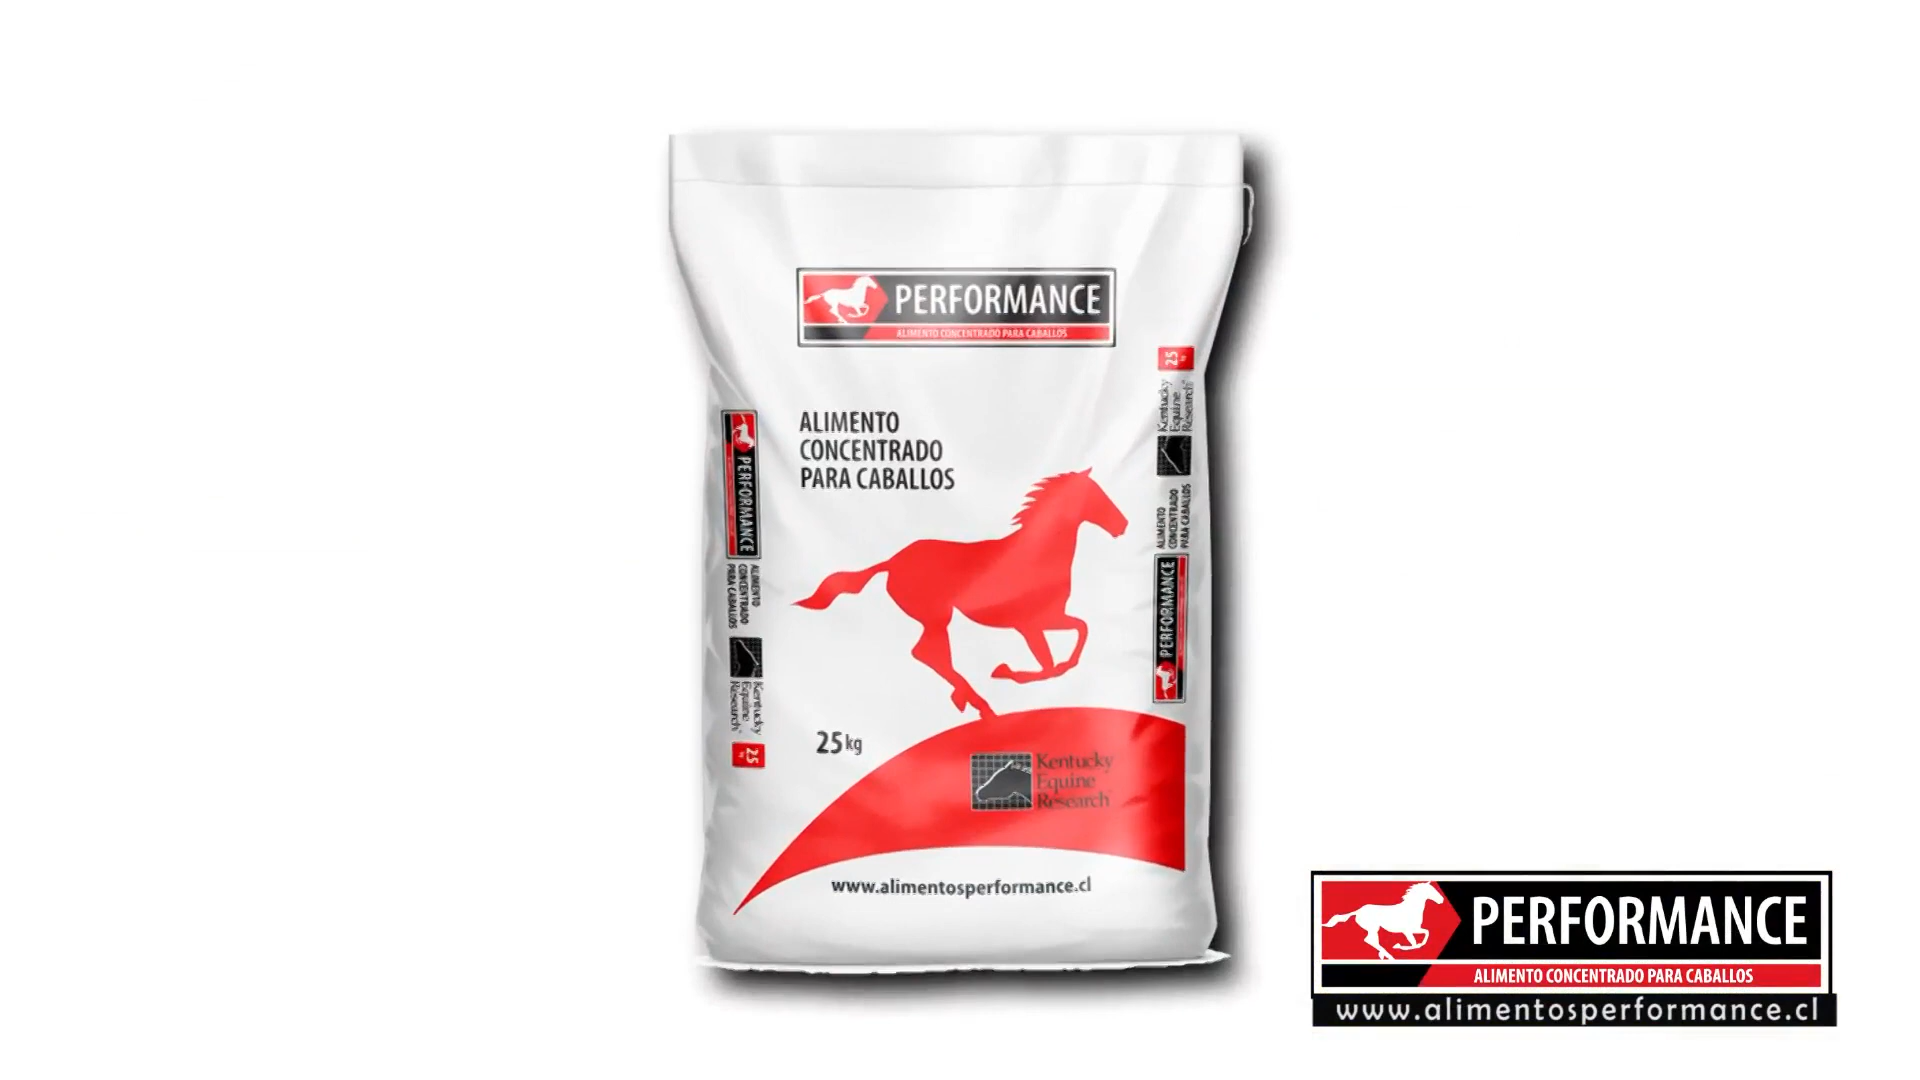 PERFORMANCE
ALIMENTO CONCENTRADO PARA CABALLOS
ALIMENTO
CONCENTRADO
PARA CABALLOS
25 kg
Kentucky
Equine
Research
www.alimentosperformance.cl
PERFORMANCE
ALIMENTO
CONCENTRADO
PARA CABALLOS
Kentucky
Equine
Research
25
25
Kentucky
Equine
Research
ALIMENTO
CONCENTRADO
PARA CABALLOS
PERFORMANCE
PERFORMANCE
ALIMENTO CONCENTRADO PARA CABALLOS
www.alimentosperformance.cl